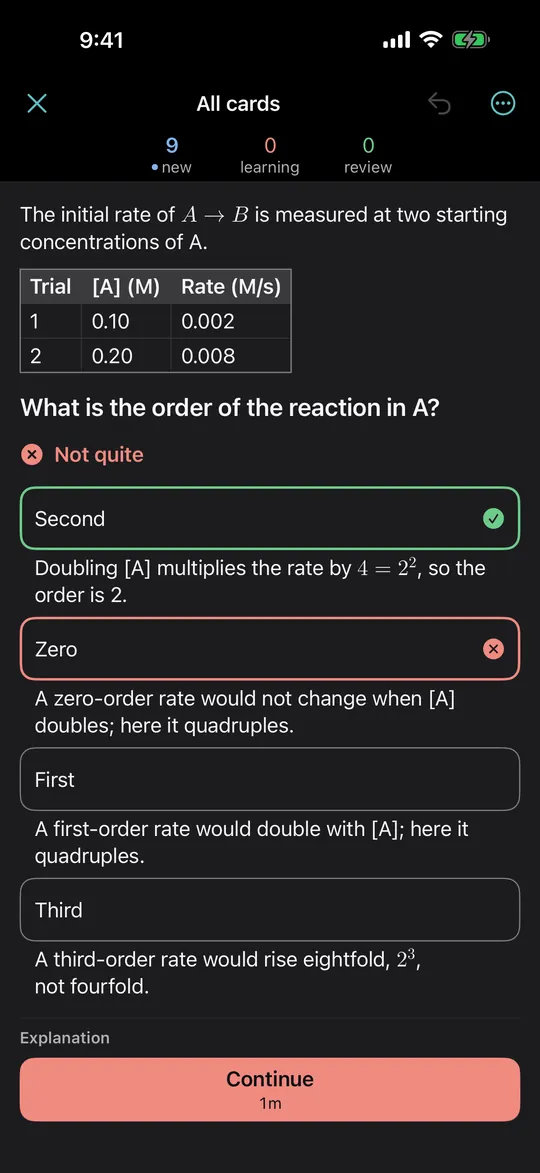 9:41
All cards
9 0 0
new learning review
The initial rate of A → B is measured at two starting
concentrations of A.
Trial [A] (M) Rate (M/s)
1 0.10 0.002
2 0.20 0.008
What is the order of the reaction in A?
Not quite
Second
Doubling [A] multiplies the rate by 4 = 2², so the
order is 2.
Zero
A zero-order rate would not change when [A]
doubles; here it quadruples.
First
A first-order rate would double with [A]; here it
quadruples.
Third
A third-order rate would rise eightfold, 2³,
not fourfold.
Explanation
Continue
1m